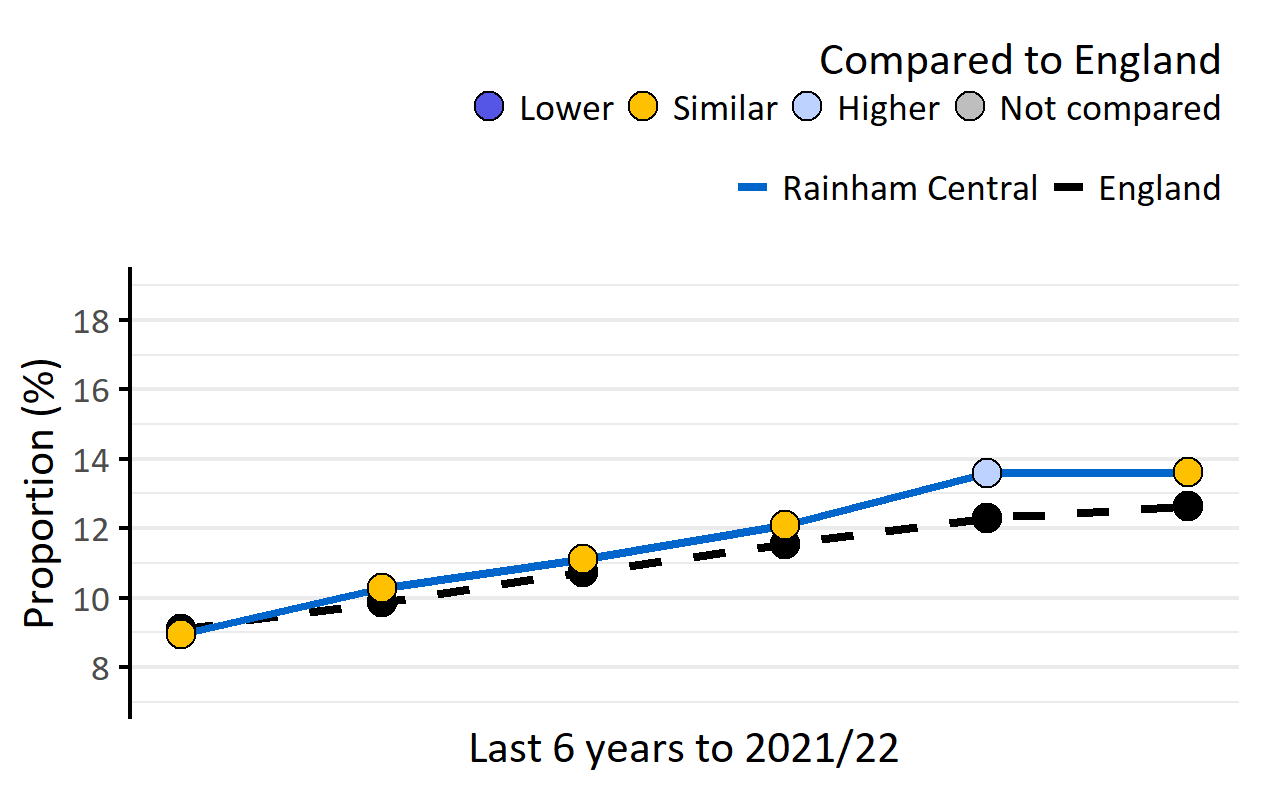 Compared to England
Lower Similar Higher Not compared
Rainham Central England
Proportion (%)
18
16
14
12
10
8
Last 6 years to 2021/22